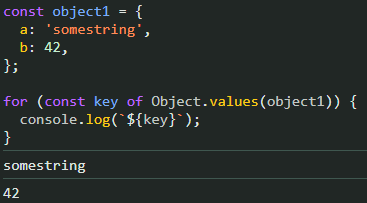 const object1 = {
  a: 'somestring',
  b: 42,
};

for (const key of Object.values(object1)) {
  console.log(`${key}`);
}
somestring
42